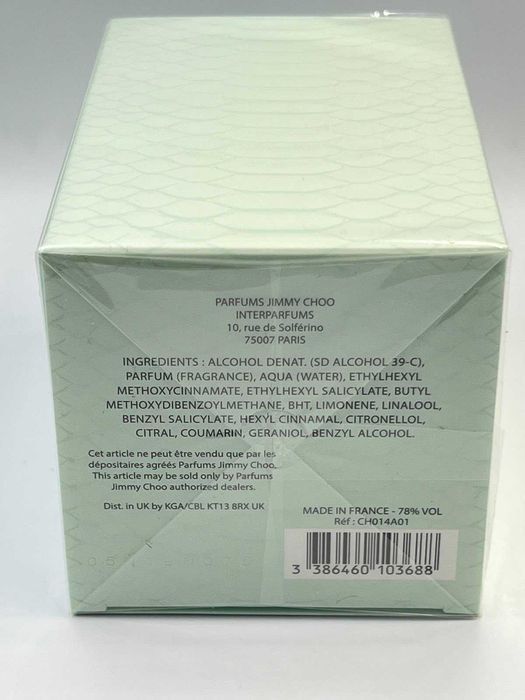 PARFUMS JIMMY CHOO
INTERPARFUMS
10, rue de Solférino
75007 PARIS
INGREDIENTS : ALCOHOL DENAT. (SD ALCOHOL 39-C),
PARFUM (FRAGRANCE), AQUA (WATER), ETHYLHEXYL
METHOXYCINNAMATE, ETHYLHEXYL SALICYLATE, BUTYL
METHOXYDIBENZOYLMETHANE, BHT, LIMONENE, LINALOOL,
BENZYL SALICYLATE, HEXYL CINNAMAL, CITRONELLOL,
CITRAL, COUMARIN, GERANIOL, BENZYL ALCOHOL.
Cet article ne peut être vendu que par les
dépositaires agréés Parfums Jimmy Choo.
This article may be sold only by Parfums
Jimmy Choo authorized dealers.
Dist. in UK by KGA/CBL KT13 8RX UK
MADE IN FRANCE - 78% VOL
Réf : CH014A01
3 386460 103688